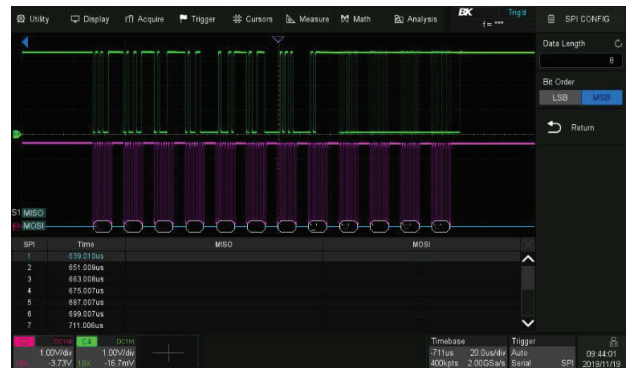 Utility Display Acquire Trigger Cursors Measure Math Analysis BK Trig'd
f = *** SPI CONFIG
Data Length
8
Bit Order
LSB MSB
Return
S1 MISO
MOSI
SPI Time MISO MOSI
1 639.010us
2 651.009us
3 663.008us
4 675.007us
5 687.007us
6 699.007us
7 711.006us
DC1M C4 DC1M Timebase Trigger
1.00V/div 1.00V/div -711us 20.0us/div Auto 09:44:01
-3.73V 10X -16.7mV 400kpts 2.00GSa/s Serial SPI 2019/11/19